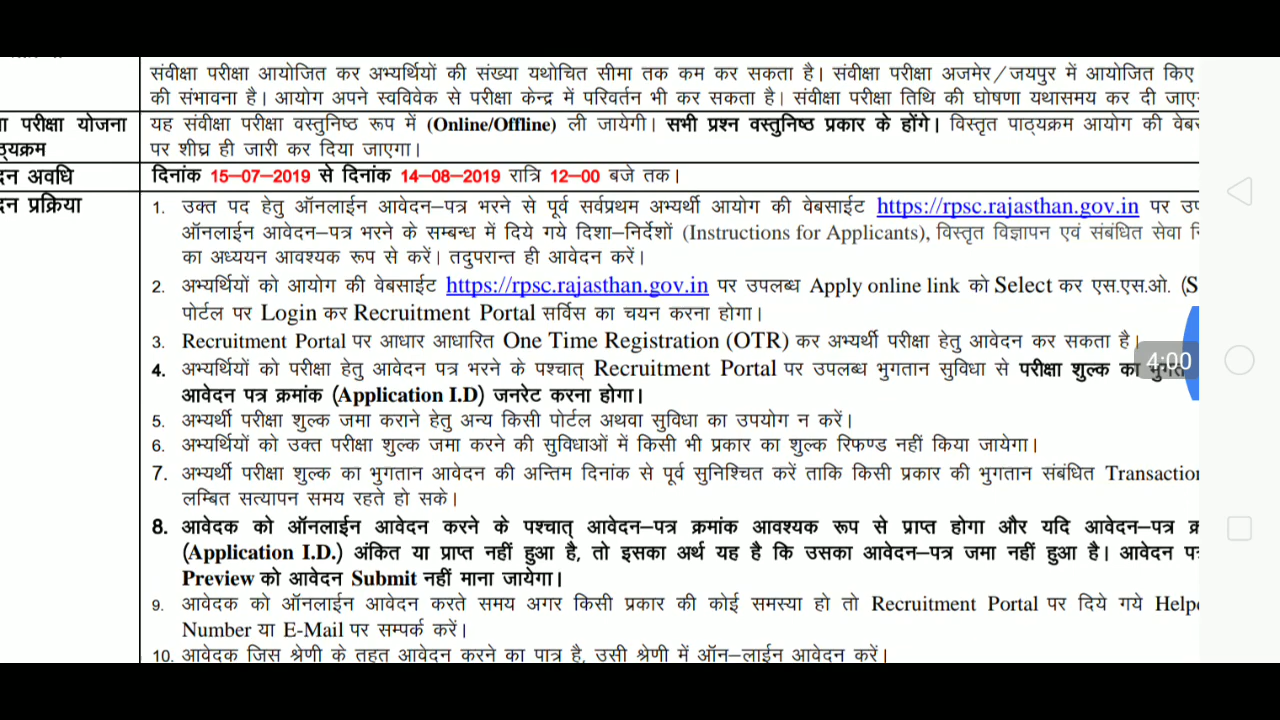 संवीक्षा परीक्षा आयोजित कर अभ्यर्थियों की संख्या यथोचित सीमा तक कम कर सकता है। संवीक्षा परीक्षा अजमेर/जयपुर में आयोजित किए
की संभावना है। आयोग अपने स्वविवेक से परीक्षा केन्द्र में परिवर्तन भी कर सकता है। संवीक्षा परीक्षा तिथि की घोषणा यथासमय कर दी
परीक्षा योजना
यह संवीक्षा परीक्षा वस्तुनिष्ठ रूप में (Online/Offline) ली जायेगी। सभी प्रश्न वस्तुनिष्ठ प्रकार के होंगे। विस्तृत पाठ्यक्रम आयोग की
पर शीघ्र ही जारी कर दिया जाएगा।
अवधि
दिनांक 15–07–2019 से दिनांक 14–08–2019 रात्रि 12–00 बजे तक।
प्रक्रिया
1. उक्त पद हेतु ऑनलाईन आवेदन–पत्र भरने से पूर्व सर्वप्रथम अभ्यर्थी आयोग की वेबसाईट https://rpsc.rajasthan.gov.in पर
ऑनलाईन आवेदन–पत्र भरने के सम्बन्ध में दिये गये दिशा–निर्देशों (Instructions for Applicants), विस्तृत विज्ञापन एवं संबंधित सेवा
का अध्ययन आवश्यक रूप से करें। तदुपरान्त ही आवेदन करें।
2. अभ्यर्थियों को आयोग की वेबसाईट https://rpsc.rajasthan.gov.in पर उपलब्ध Apply online link को Select कर एस.एस.ओ. (S
पोर्टल पर Login कर Recruitment Portal सर्विस का चयन करना होगा।
3. Recruitment Portal पर आधार आधारित One Time Registration (OTR) कर अभ्यर्थी परीक्षा हेतु आवेदन कर सकता है।
4:00
4. अभ्यर्थियों को परीक्षा हेतु आवेदन पत्र भरने के पश्चात् Recruitment Portal पर उपलब्ध भुगतान सुविधा से परीक्षा शुल्क का
आवेदन पत्र क्रमांक (Application I.D) जनरेट करना होगा।
5. अभ्यर्थी परीक्षा शुल्क जमा कराने हेतु अन्य किसी पोर्टल अथवा सुविधा का उपयोग न करें।
6. अभ्यर्थियों को उक्त परीक्षा शुल्क जमा करने की सुविधाओं में किसी भी प्रकार का शुल्क रिफण्ड नहीं किया जायेगा।
7. अभ्यर्थी परीक्षा शुल्क का भुगतान आवेदन की अन्तिम दिनांक से पूर्व सुनिश्चित करें ताकि किसी प्रकार की भुगतान संबंधित Transaction
लम्बित सत्यापन समय रहते हो सके।
8. आवेदक को ऑनलाईन आवेदन करने के पश्चात् आवेदन–पत्र क्रमांक आवश्यक रूप से प्राप्त होगा और यदि आवेदन–पत्र
(Application I.D.) अंकित या प्राप्त नहीं हुआ है, तो इसका अर्थ यह है कि उसका आवेदन–पत्र जमा नहीं हुआ है। आवेदन
Preview को आवेदन Submit नहीं माना जायेगा।
9. आवेदक को ऑनलाईन आवेदन करते समय अगर किसी प्रकार की कोई समस्या हो तो Recruitment Portal पर दिये गये Help
Number या E-Mail पर सम्पर्क करें।
10. आवेदक जिस श्रेणी के तहत आवेदन करने का पात्र है, उसी श्रेणी में ऑन–लाईन आवेदन करें।